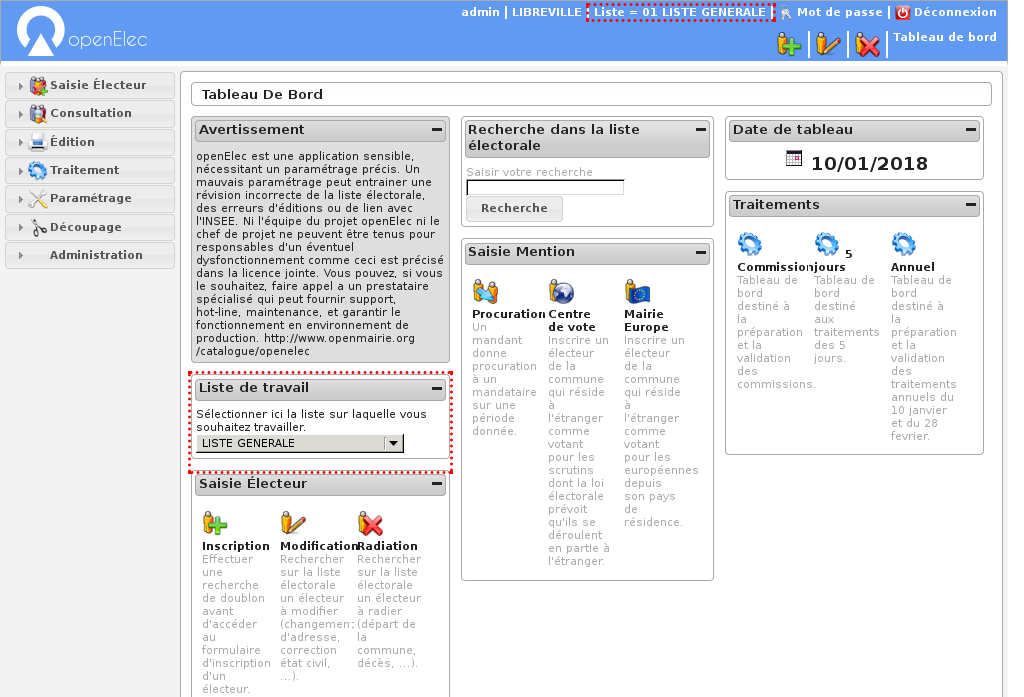 admin | LIBREVILLE | Liste = 01 LISTE GENERALE | Mot de passe | Déconnexion
openElec
Tableau de bord
Saisie Électeur
Consultation
Édition
Traitement
Paramétrage
Découpage
Administration
Tableau De Bord
Avertissement
openElec est une application sensible,
nécessitant un paramétrage précis. Un
mauvais paramétrage peut entrainer une
révision incorrecte de la liste électorale,
des erreurs d'éditions ou de lien avec
l'INSEE. Ni l'équipe du projet openElec ni le
chef de projet ne peuvent être tenus pour
responsables d'un éventuel
dysfonctionnement comme ceci est précisé
dans la licence jointe. Vous pouvez, si vous
le souhaitez, faire appel a un prestataire
spécialisé qui peut fournir support,
hot-line, maintenance, et garantir le
fonctionnement en environnement de
production. http://www.openmairie.org
/catalogue/openelec
Liste de travail
Sélectionner ici la liste sur laquelle vous
souhaitez travailler.
LISTE GENERALE
Saisie Électeur
Inscription
Effectuer
une
recherche
de doublon
avant
d'accéder
au
formulaire
d'inscription
d'un
électeur.
Modification
Rechercher
sur la liste
électorale
un électeur
à modifier
(changement
d'adresse,
correction
état civil,
...).
Radiation
Rechercher
sur la liste
électorale
un électeur
à radier
(départ de
la
commune,
décès, ...).
Recherche dans la liste
électorale
Saisir votre recherche
Recherche
Saisie Mention
Procuration
Un
mandant
donne
procuration
à un
mandataire
sur une
période
donnée.
Centre
de vote
Inscrire un
électeur
de la
commune
qui réside
à
l'étranger
comme
votant
pour les
scrutins
dont la loi
électorale
prévoit
qu'ils se
déroulent
en partie à
l'étranger.
Mairie
Europe
Inscrire un
électeur
de la
commune
qui réside
à
l'étranger
comme
votant
pour les
européennes
depuis
son pays
de
résidence.
Date de tableau
10/01/2018
Traitements
Commission
Tableau de
bord
destiné à
la
préparation
et la
validation
des
commissions.
5
jours
Tableau de
bord
destiné
aux
traitements
des 5
jours.
Annuel
Tableau de
bord
destiné à
la
préparation
et la
validation
des
traitements
annuels du
10 janvier
et du 28
fevrier.